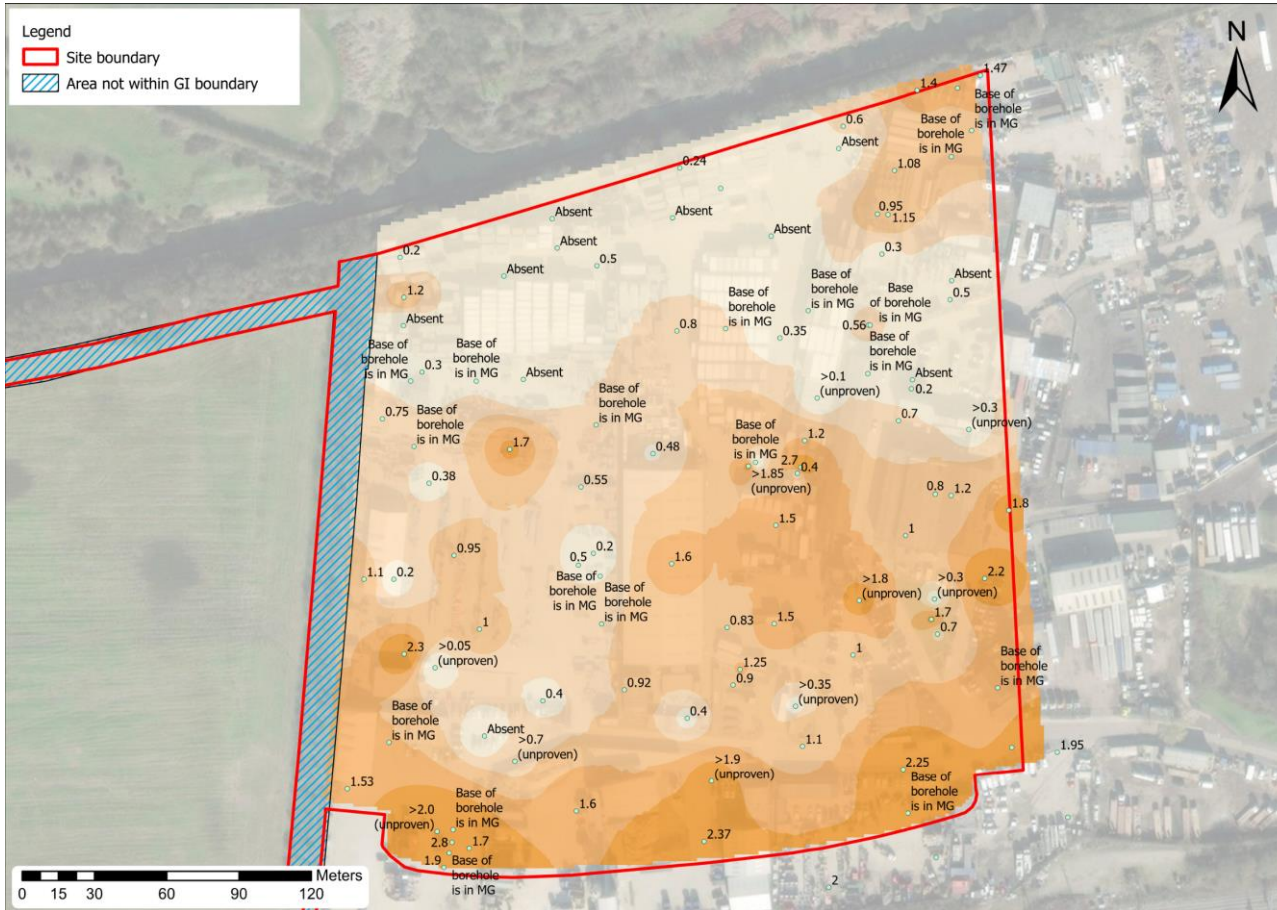 Legend
Site boundary
Area not within GI boundary
N
1.47
1.4
Base of
borehole
is in MG
0.6
Base of
borehole
is in MG
Absent
0.24
1.08
Absent
Absent
0.95
1.15
Absent
Absent
0.2
0.5
0.3
Absent
Absent
1.2
0.5
Base of
borehole
is in MG
Base
of borehole
is in MG
Base of
borehole
is in MG
Absent
0.8
0.35
0.56
Base of
borehole
is in MG
Base of
borehole
is in MG
0.3
Base of
borehole
is in MG
Absent
Absent
0.2
>0.1
(unproven)
0.75
Base of
borehole
is in MG
Base of
borehole
is in MG
0.7
>0.3
(unproven)
1.7
0.48
1.2
Base of
borehole
is in MG
2.7
0.4
>1.85
(unproven)
0.38
0.55
0.8
1.2
1.8
1.5
1
0.95
0.2
0.5
1.6
Base of
borehole
is in MG
Base of
borehole
is in MG
1.1
0.2
>1.8
(unproven)
>0.3
(unproven)
2.2
1.7
0.7
1
0.83
1.5
2.3
>0.05
(unproven)
1
Base of
borehole
is in MG
1.25
0.9
0.92
0.4
0.4
>0.35
(unproven)
Base of
borehole
is in MG
Absent
>0.7
(unproven)
1.1
1.95
>1.9
(unproven)
2.25
Base of
borehole
is in MG
1.53
1.6
>2.0
(unproven)
Base of
borehole
is in MG
2.8
1.7
2.37
1.9
Base of
borehole
is in MG
2
Meters
0 15 30 60 90 120